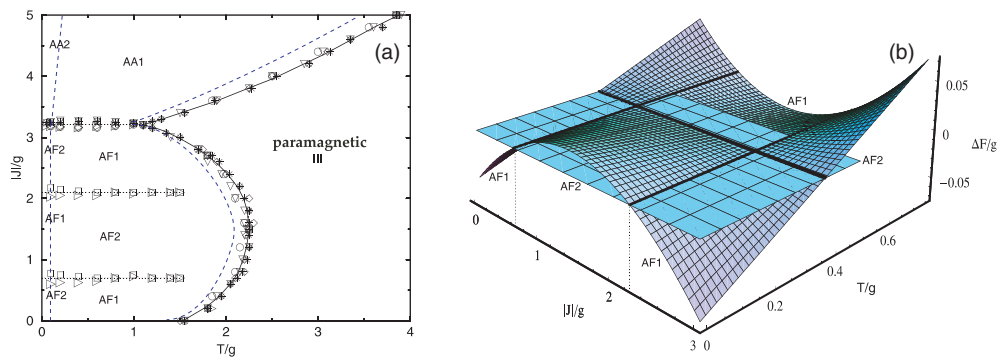 (a)
5
AA2
AA1
4
3
AF2
AF1
paramagnetic
III
|J|/g
2
AF1
AF2
1
AF2
AF1
0
0 1 2 3 4
T/g
(b)
AF1
0.05
0
ΔF/g
−0.05
AF2
AF1
AF2
AF1
0
1
2
3
|J|/g
0
0.2
0.4
0.6
T/g